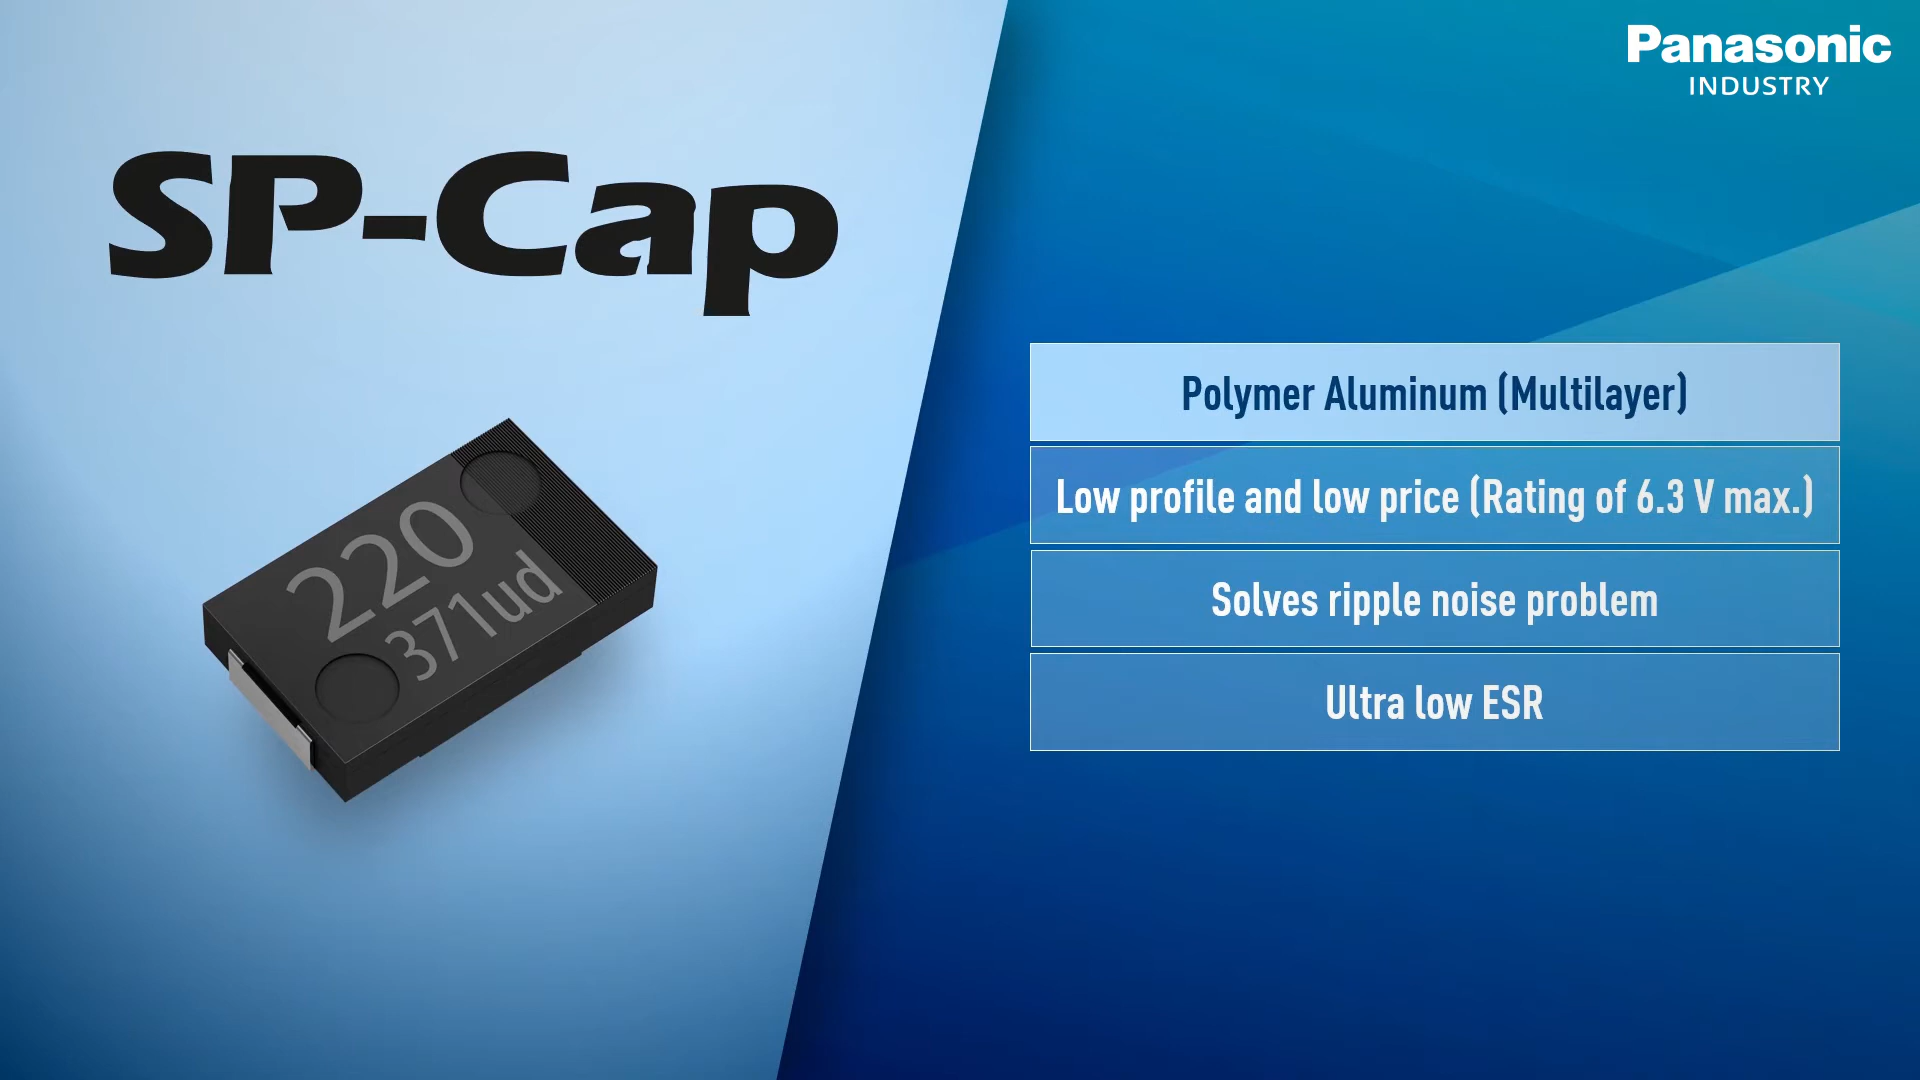 Panasonic
INDUSTRY
SP-Cap
220
371ud
Polymer Aluminum (Multilayer)
Low profile and low price (Rating of 6.3 V max.)
Solves ripple noise problem
Ultra low ESR